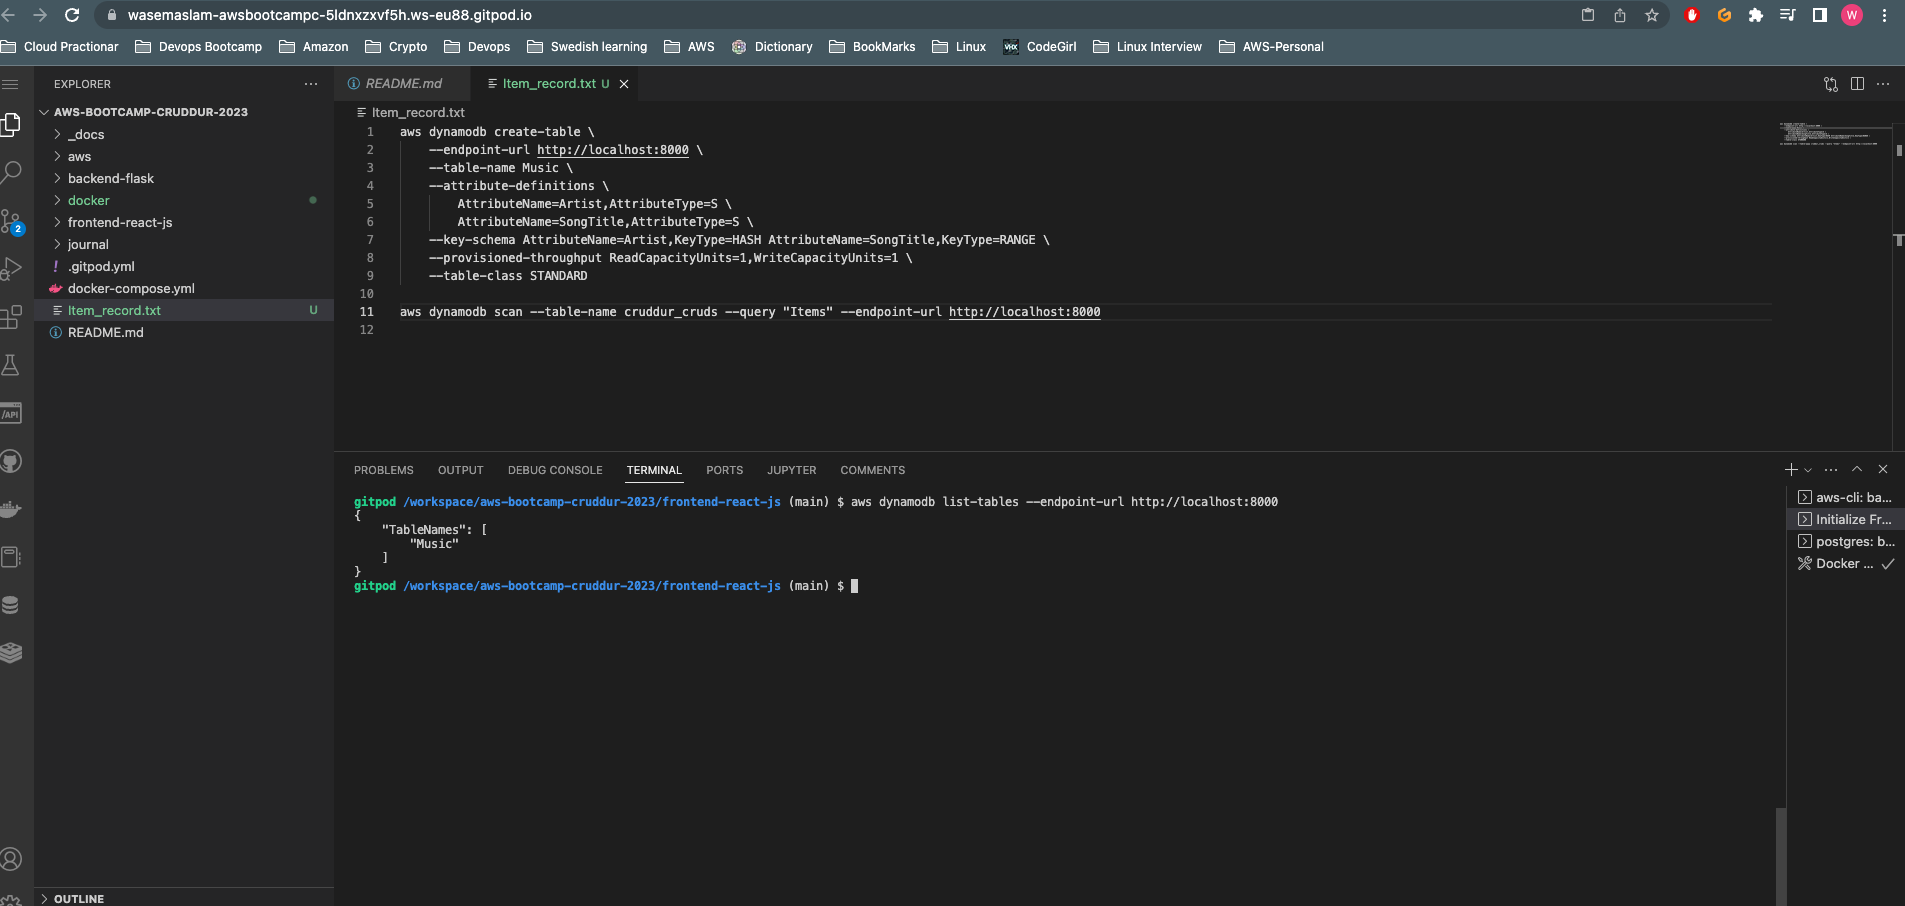 wasemaslam-awsbootcampc-5ldnxzxvf5h.ws-eu88.gitpod.io
W
Cloud Practionar
Devops Bootcamp
Amazon
Crypto
Devops
Swedish learning
AWS
Dictionary
BookMarks
Linux
VHX CodeGirl
Linux Interview
AWS-Personal
EXPLORER
AWS-BOOTCAMP-CRUDDUR-2023
_docs
aws
backend-flask
docker
frontend-react-js
journal
! .gitpod.yml
docker-compose.yml
Item_record.txt U
README.md
OUTLINE
2
/API
README.md
Item_record.txt U
Item_record.txt
1 aws dynamodb create-table \
2 --endpoint-url http://localhost:8000 \
3 --table-name Music \
4 --attribute-definitions \
5 AttributeName=Artist,AttributeType=S \
6 AttributeName=SongTitle,AttributeType=S \
7 --key-schema AttributeName=Artist,KeyType=HASH AttributeName=SongTitle,KeyType=RANGE \
8 --provisioned-throughput ReadCapacityUnits=1,WriteCapacityUnits=1 \
9 --table-class STANDARD
10
11 aws dynamodb scan --table-name cruddur_cruds --query "Items" --endpoint-url http://localhost:8000
12
PROBLEMS OUTPUT DEBUG CONSOLE TERMINAL PORTS JUPYTER COMMENTS
gitpod /workspace/aws-bootcamp-cruddur-2023/frontend-react-js (main) $ aws dynamodb list-tables --endpoint-url http://localhost:8000
{
"TableNames": [
"Music"
]
}
gitpod /workspace/aws-bootcamp-cruddur-2023/frontend-react-js (main) $
aws-cli: ba...
Initialize Fr...
postgres: b...
Docker ...